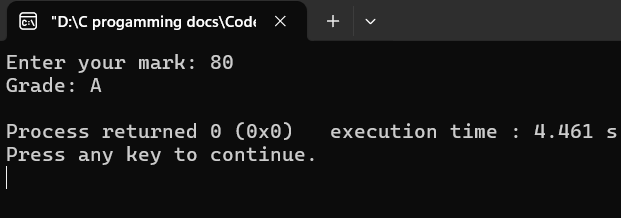 "D:\C progamming docs\Code
Enter your mark: 80
Grade: A
Process returned 0 (0x0)   execution time : 4.461 s
Press any key to continue.